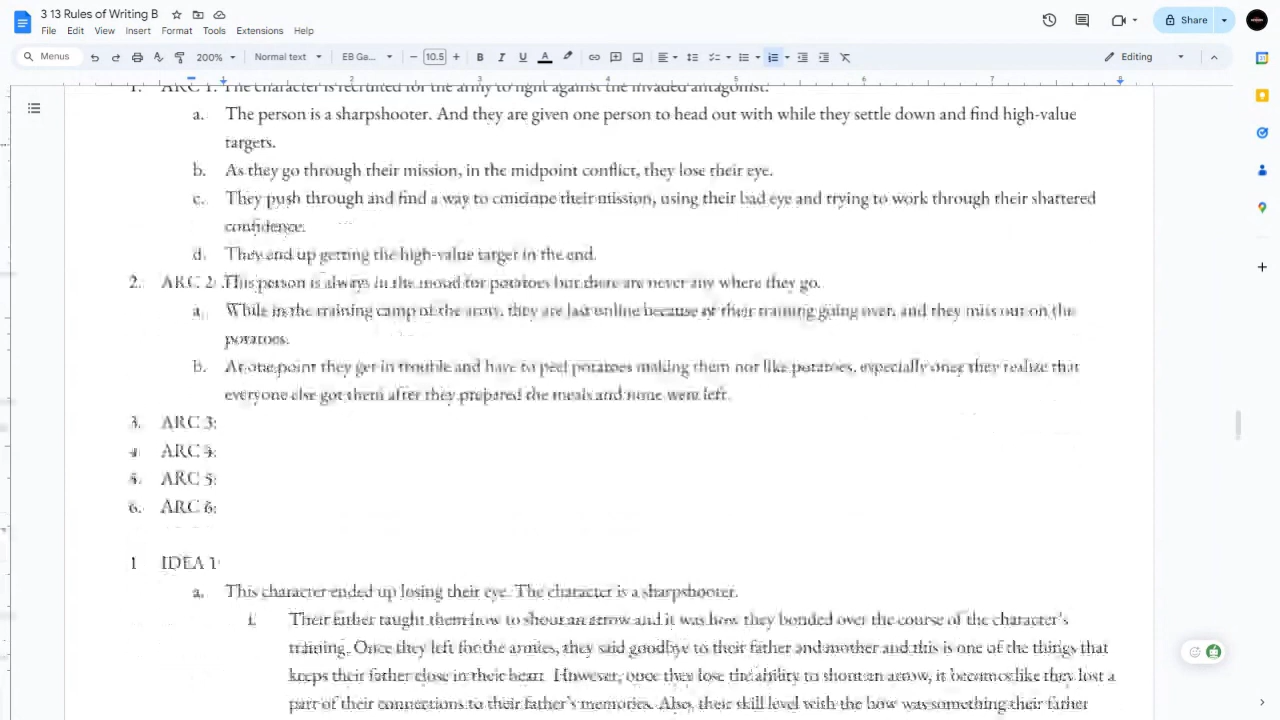 3 13 Rules of Writing B
File Edit View Insert Format Tools Extensions Help
Share
Menus 200% Normal text EB Ga... 10.5 Editing
2 3 4 5 6 7
1. ARC 1: The character is recruited for the army to fight against the invaded antagonist.
a. The person is a sharpshooter. And they are given one person to head out with while they settle down and find high-value
targets.
b. As they go through their mission, in the midpoint conflict, they lose their eye.
c. They push through and find a way to continue their mission, using their bad eye and trying to work through their shattered
confidence.
d. They end up getting the high-value target in the end.
2. ARC 2: This person is always in the mood for potatoes but there are never any where they go.
a. While in the training camp of the army, they are last online because of their training going over, and they miss out on the
potatoes.
b. At one point they get in trouble and have to peel potatoes making them not like potatoes, especially once they realize that
everyone else got them after they prepared the meals and none were left.
3. ARC 3:
4. ARC 4:
5. ARC 5:
6. ARC 6:
1 IDEA 1:
a. This character ended up losing their eye. The character is a sharpshooter.
i. Their father taught them how to shout an arrow and it was how they bonded over the course of the character's
training. Once they left for the armies, they said goodbye to their father and mother and this is one of the things that
keeps their father close in their heart. However, once they lose the ability to shout an arrow, it becomes like they lost a
part of their connections to their father's memories. Also, their skill level with the bow was something their father